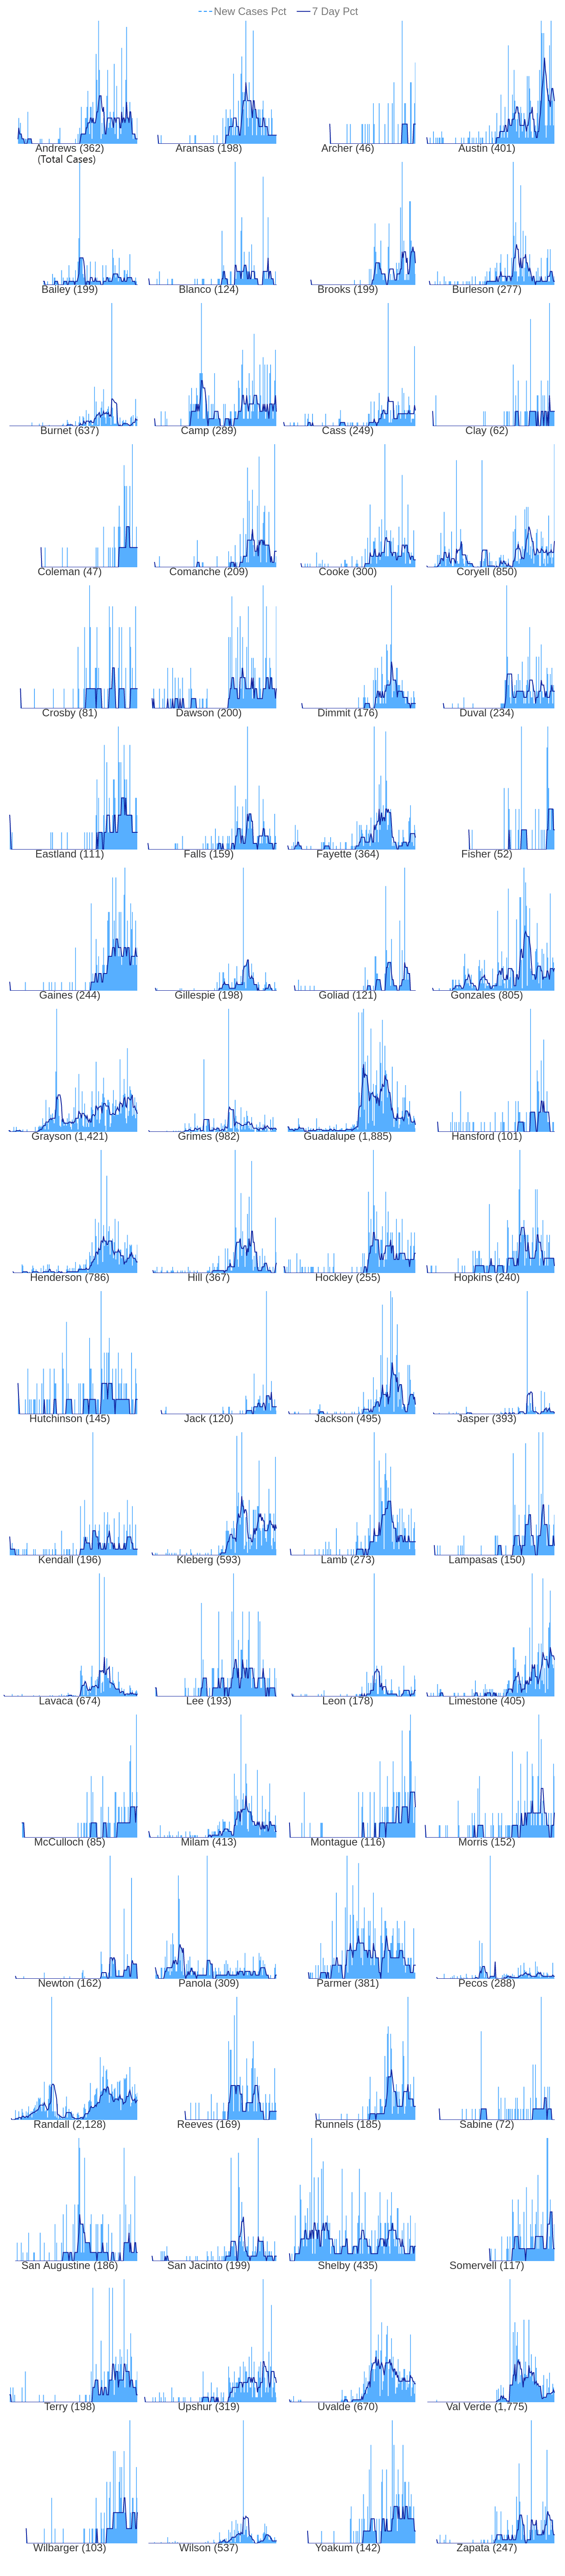 New Cases Pct 7 Day Pct
Andrews (362) Aransas (198) Archer (46) Austin (401)
(Total Cases)
Bailey (199) Blanco (124) Brooks (199) Burleson (277)
Burnet (637) Camp (289) Cass (249) Clay (62)
Coleman (47) Comanche (209) Cooke (300) Coryell (850)
Crosby (81) Dawson (200) Dimmit (176) Duval (234)
Eastland (111) Falls (159) Fayette (364) Fisher (52)
Gaines (244) Gillespie (198) Goliad (121) Gonzales (805)
Grayson (1,421) Grimes (982) Guadalupe (1,885) Hansford (101)
Henderson (786) Hill (367) Hockley (255) Hopkins (240)
Hutchinson (145) Jack (120) Jackson (495) Jasper (393)
Kendall (196) Kleberg (593) Lamb (273) Lampasas (150)
Lavaca (674) Lee (193) Leon (178) Limestone (405)
McCulloch (85) Milam (413) Montague (116) Morris (152)
Newton (162) Panola (309) Parmer (381) Pecos (288)
Randall (2,128) Reeves (169) Runnels (185) Sabine (72)
San Augustine (186) San Jacinto (199) Shelby (435) Somervell (117)
Terry (198) Upshur (319) Uvalde (670) Val Verde (1,775)
Wilbarger (103) Wilson (537) Yoakum (142) Zapata (247)